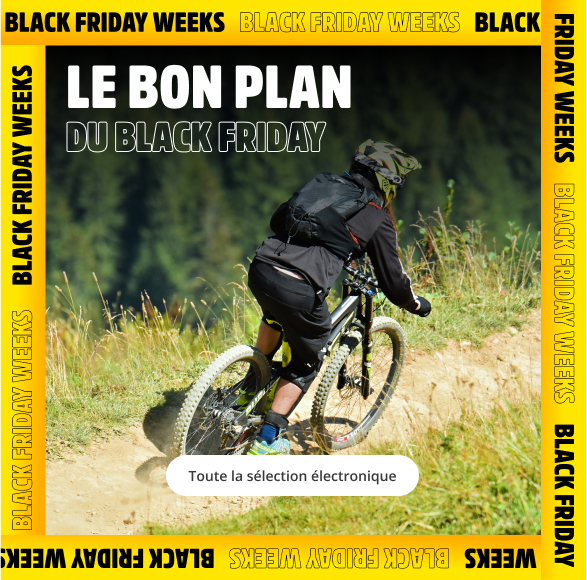 BLACK FRIDAY WEEKS BLACK FRIDAY WEEKS BLACK
FRIDAY WEEKS BLACK FRIDAY WEEKS BLACK FRIDAY
WEEKS BLACK FRIDAY WEEKS BLACK FRIDAY WEEKS
BLACK FRIDAY WEEKS BLACK FRIDAY WEEKS
LE BON PLAN
DU BLACK FRIDAY
Toute la sélection électronique